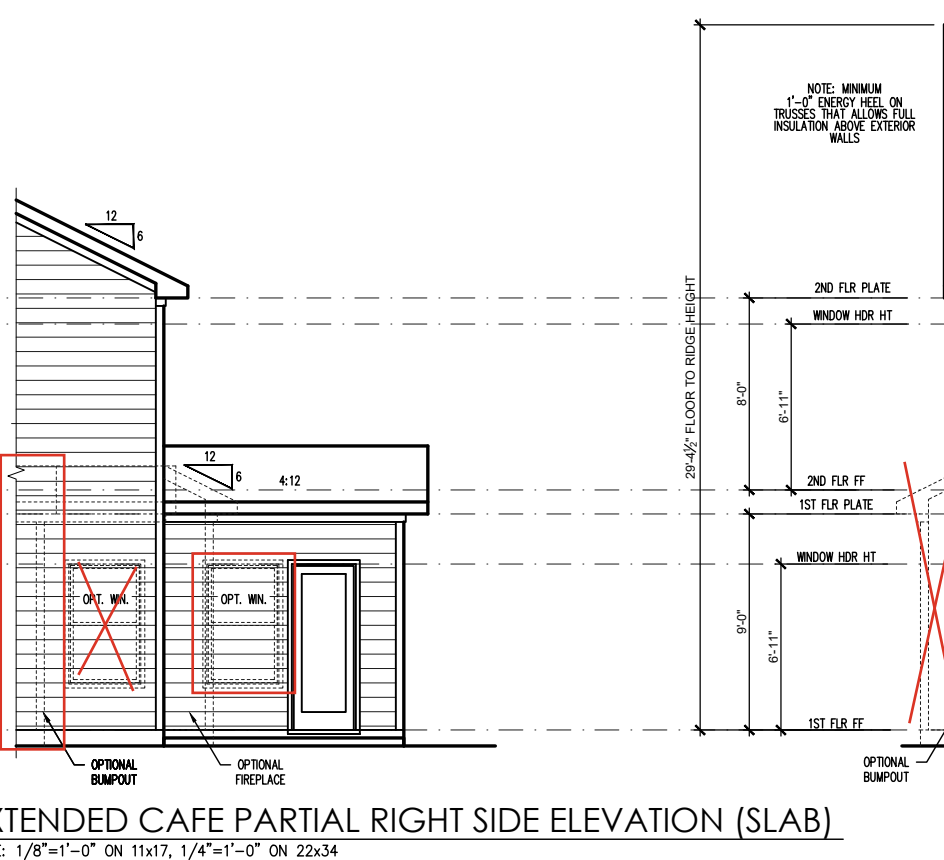 NOTE: MINIMUM
1'-0" ENERGY HEEL ON
TRUSSES THAT ALLOWS FULL
INSULATION ABOVE EXTERIOR
WALLS
12
6
2ND FLR PLATE
WINDOW HDR HT
29'-4½" FLOOR TO RIDGE HEIGHT
8'-0"
6'-11"
12
6
4:12
2ND FLR FF
1ST FLR PLATE
WINDOW HDR HT
OPT. WIN.
OPT. WIN.
9'-0"
6'-11"
1ST FLR FF
OPTIONAL
BUMPOUT
OPTIONAL
FIREPLACE
OPTIONAL
BUMPOUT
XTENDED CAFE PARTIAL RIGHT SIDE ELEVATION (SLAB)
E: 1/8"=1'-0" ON 11x17, 1/4"=1'-0" ON 22x34